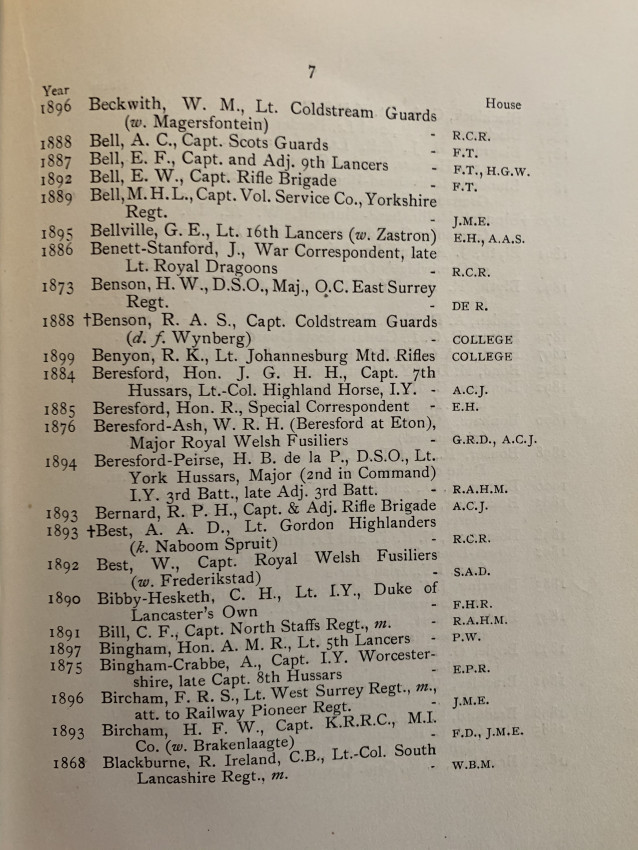 7
Year House
1896 Beckwith, W. M., Lt. Coldstream Guards
(w. Magersfontein) - R.C.R.
1888 Bell, A. C., Capt. Scots Guards - F.T.
1887 Bell, E. F., Capt. and Adj. 9th Lancers - F.T., H.G.W.
1892 Bell, E. W., Capt. Rifle Brigade - F.T.
1889 Bell, M. H. L., Capt. Vol. Service Co., Yorkshire
Regt. - J.M.E.
1895 Bellville, G. E., Lt. 16th Lancers (w. Zastron) E.H., A.A.S.
1886 Benett-Stanford, J., War Correspondent, late
Lt. Royal Dragoons - R.C.R.
1873 Benson, H. W., D.S.O., Maj., O.C. East Surrey
Regt. - DE R.
1888 †Benson, R. A. S., Capt. Coldstream Guards
(d. f. Wynberg) - COLLEGE
1899 Benyon, R. K., Lt. Johannesburg Mtd. Rifles COLLEGE
1884 Beresford, Hon. J. G. H. H., Capt. 7th
Hussars, Lt.-Col. Highland Horse, I.Y. - A.C.J.
1885 Beresford, Hon. R., Special Correspondent - E.H.
1876 Beresford-Ash, W. R. H. (Beresford at Eton),
Major Royal Welsh Fusiliers - G.R.D., A.C.J.
1894 Beresford-Peirse, H. B. de la P., D.S.O., Lt.
York Hussars, Major (2nd in Command)
I.Y. 3rd Batt., late Adj. 3rd Batt. - R.A.H.M.
1893 Bernard, R. P. H., Capt. & Adj. Rifle Brigade A.C.J.
1893 †Best, A. A. D., Lt. Gordon Highlanders
(k. Naboom Spruit) - R.C.R.
1892 Best, W., Capt. Royal Welsh Fusiliers
(w. Frederikstad) - S.A.D.
1890 Bibby-Hesketh, C. H., Lt. I.Y., Duke of
Lancaster's Own - F.H.R.
1891 Bill, C. F., Capt. North Staffs Regt., m. - R.A.H.M.
1897 Bingham, Hon. A. M. R., Lt. 5th Lancers - P.W.
1875 Bingham-Crabbe, A., Capt. I.Y. Worcester-
shire, late Capt. 8th Hussars - E.P.R.
1896 Bircham, F. R. S., Lt. West Surrey Regt., m.,
att. to Railway Pioneer Regt. - J.M.E.
1893 Bircham, H. F. W., Capt. K.R.R.C., M.I.
Co. (w. Brakenlaagte) - F.D., J.M.E.
1868 Blackburne, R. Ireland, C.B., Lt.-Col. South
Lancashire Regt., m. - W.B.M.